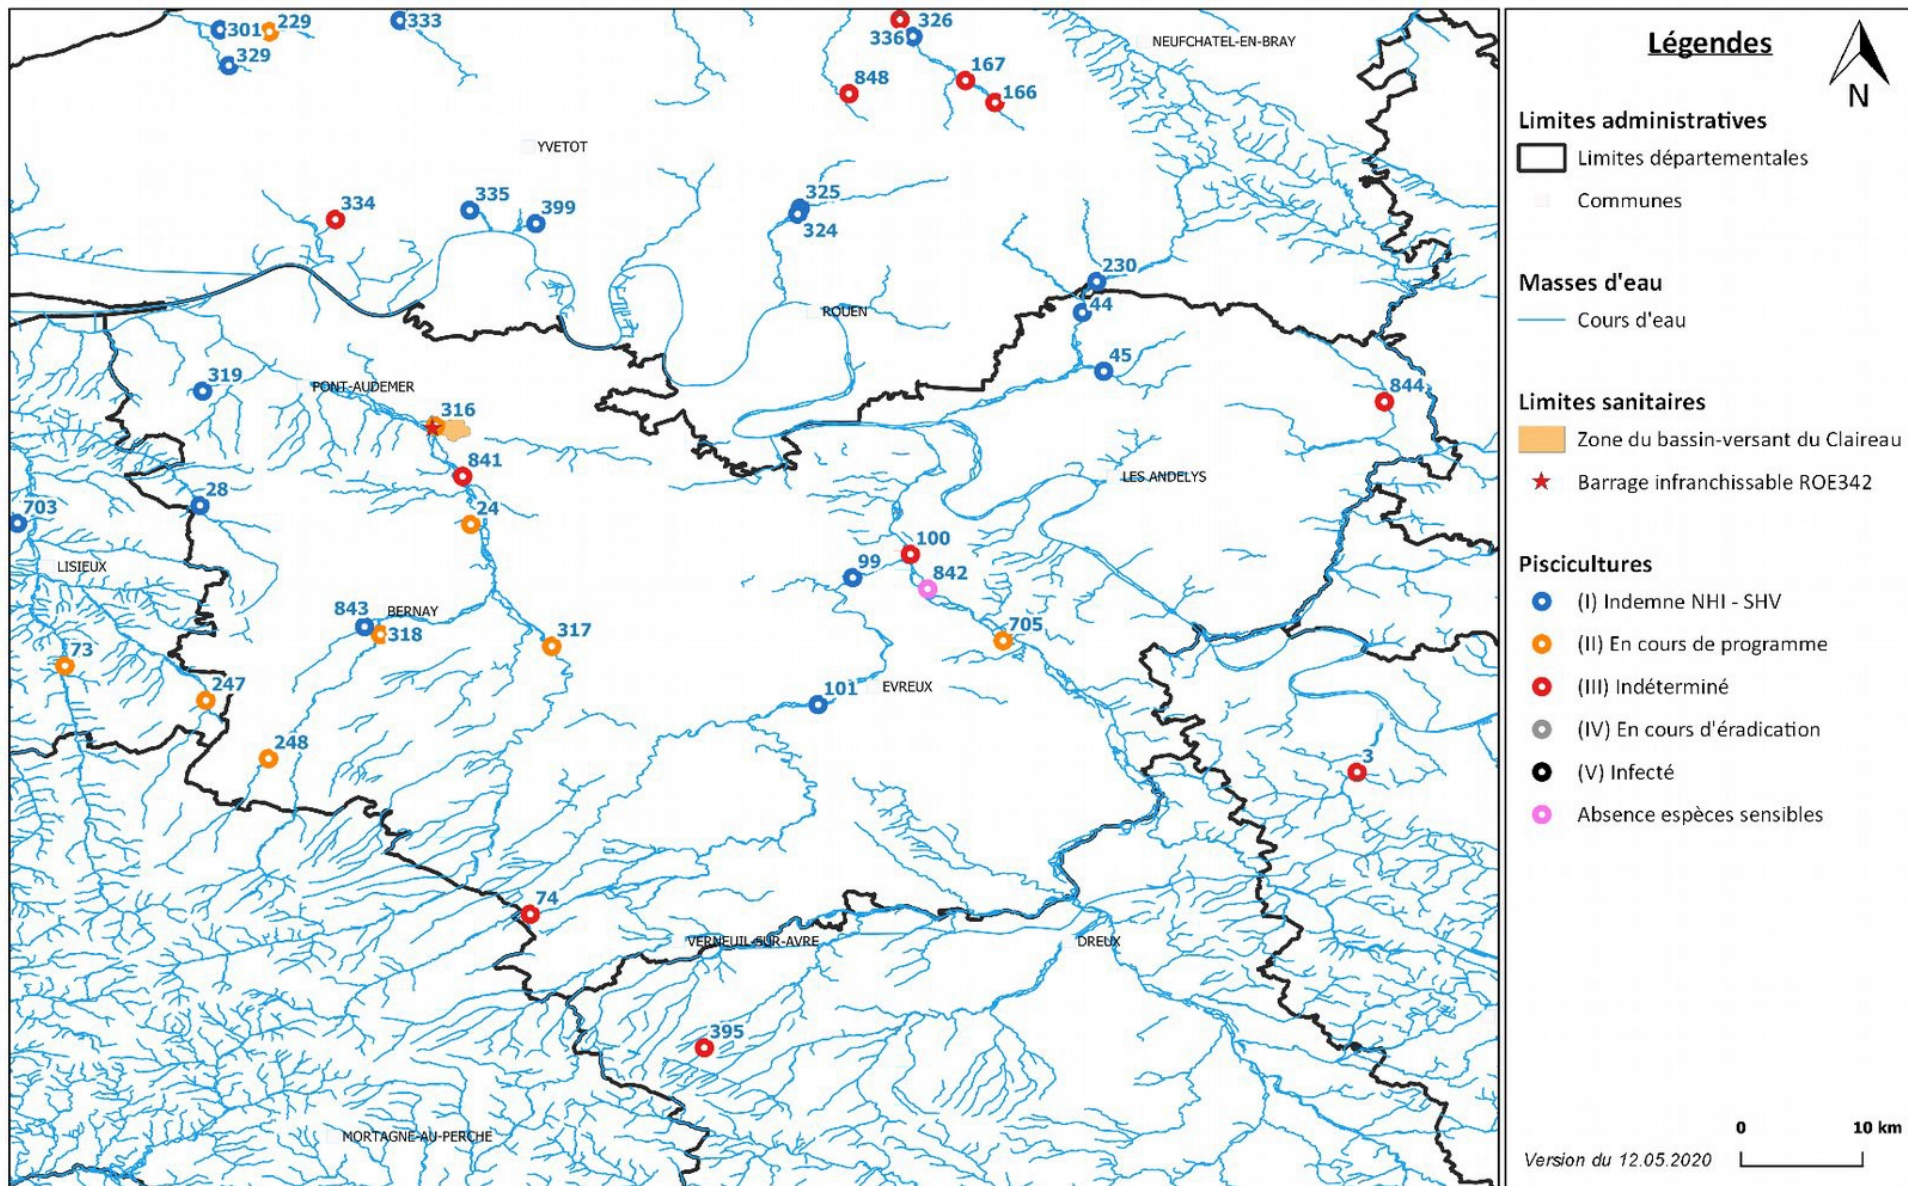 301
229
333
326
336
329
NEUFCHATEL-EN-BRAY
848
167
166
YVETOT
334
335
399
325
324
230
44
ROUEN
45
319
PONT-AUDEMER
316
844
841
LES ANDELYS
28
703
24
LISIEUX
100
99
842
843
BERNAY
318
317
705
73
247
101
EVREUX
248
3
74
VERNEUIL-SUR-AVRE
DREUX
395
MORTAGNE-AU-PERCHE
Légendes
N
Limites administratives
Limites départementales
Communes
Masses d'eau
Cours d'eau
Limites sanitaires
Zone du bassin-versant du Claireau
Barrage infranchissable ROE342
Piscicultures
(I) Indemne NHI - SHV
(II) En cours de programme
(III) Indéterminé
(IV) En cours d'éradication
(V) Infecté
Absence espèces sensibles
0 10 km
Version du 12.05.2020